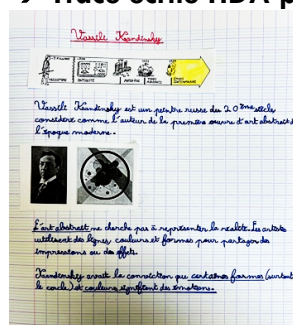 Trace écrite HDA p
Vassily Kandinsky
Vassily Kandinsky est un peintre russe du 20ème siècle
considéré comme l'auteur de la première œuvre d'art abstrait de
l'époque moderne.
L'art abstrait ne cherche pas à représenter la réalité. Les artistes
utilisent des lignes, couleurs et formes pour partager des
impressions ou des effets.
Kandinsky avait la conviction que certaines formes (surtout
le cercle) et couleurs signifient des émotions.